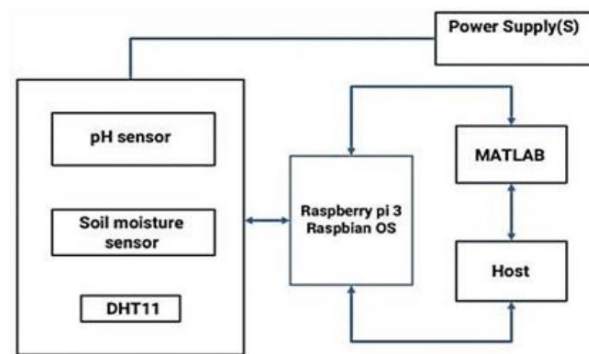 Power Supply(S)
pH sensor
MATLAB
Raspberry pi 3
Raspbian OS
Soil moisture
sensor
Host
DHT11